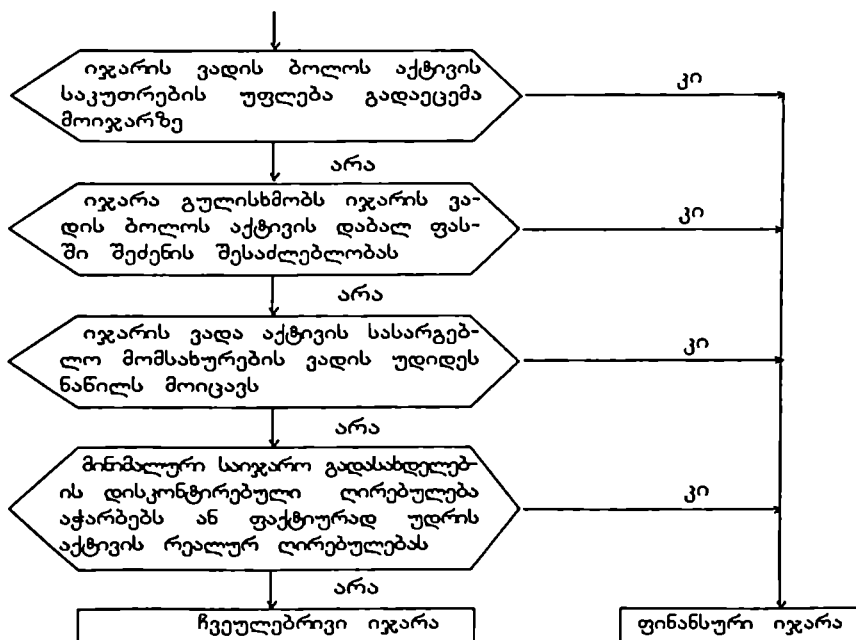 იჯარის ვადის ბოლოს აქტივის
საკუთრების უფლება გადაეცემა
მოიჯარზე
კი
არა
იჯარა გულისხმობს იჯარის ვა-
დის ბოლოს აქტივის დაბალ ფას-
ში შეძენის შესაძლებლობას
კი
არა
იჯარის ვადა აქტივის სასარგებ-
ლო მომსახურების ვადის უდიდეს
ნაწილს მოიცავს
კი
არა
მინიმალური საიჯარო გადასახდელებ-
ის დისკონტირებული ღირებულება
აჭარბებს ან ფაქტიურად უდრის
აქტივის რეალურ ღირებულებას
კი
არა
ჩვეულებრივი იჯარა
ფინანსური იჯარა